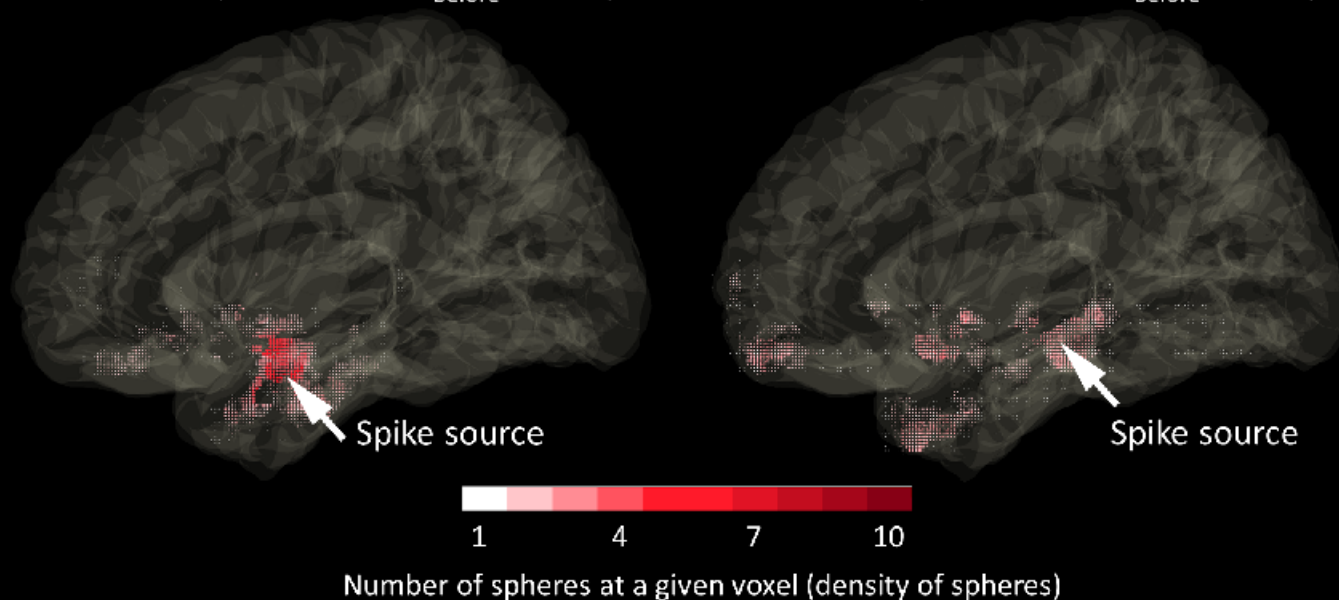 Spike source
Spike source
1 4 7 10
Number of spheres at a given voxel (density of spheres)